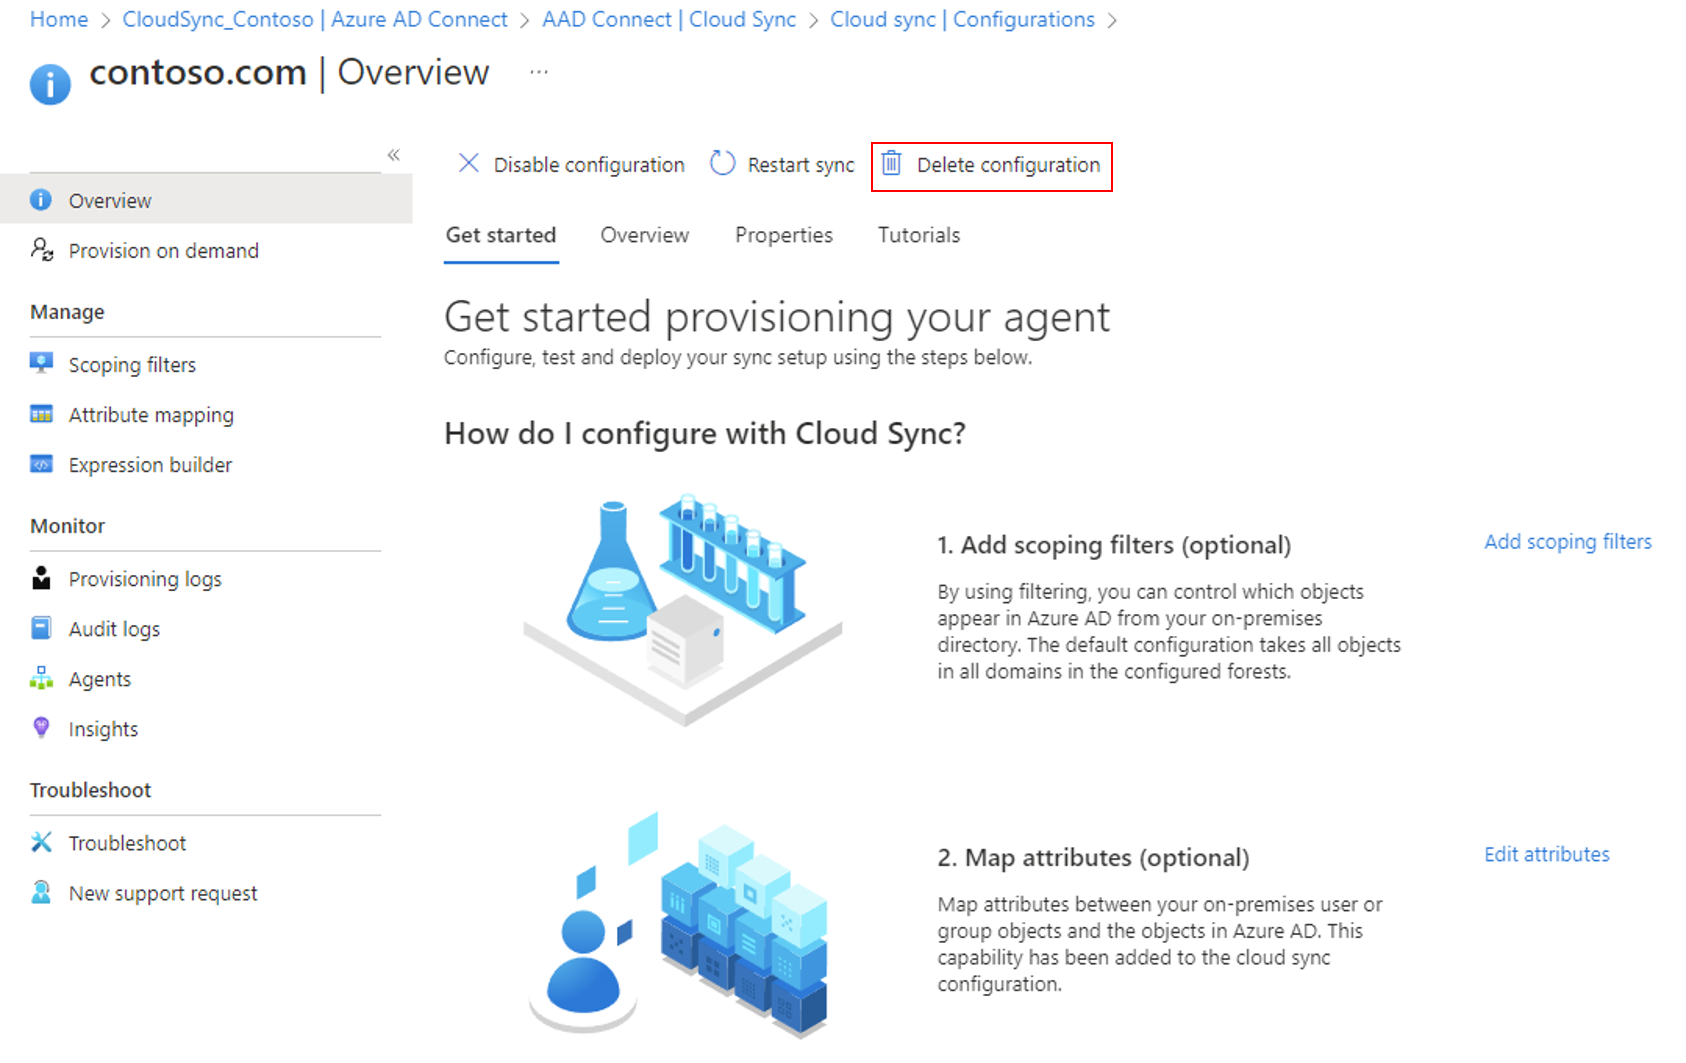 Home > CloudSync_Contoso | Azure AD Connect > AAD Connect | Cloud Sync > Cloud sync | Configurations >
contoso.com | Overview ...
«
Disable configuration Restart sync Delete configuration
Overview
Provision on demand
Manage
Scoping filters
Attribute mapping
Expression builder
Monitor
Provisioning logs
Audit logs
Agents
Insights
Troubleshoot
Troubleshoot
New support request
Get started Overview Properties Tutorials
Get started provisioning your agent
Configure, test and deploy your sync setup using the steps below.
How do I configure with Cloud Sync?
1. Add scoping filters (optional)
Add scoping filters
By using filtering, you can control which objects
appear in Azure AD from your on-premises
directory. The default configuration takes all objects
in all domains in the configured forests.
2. Map attributes (optional)
Edit attributes
Map attributes between your on-premises user or
group objects and the objects in Azure AD. This
capability has been added to the cloud sync
configuration.